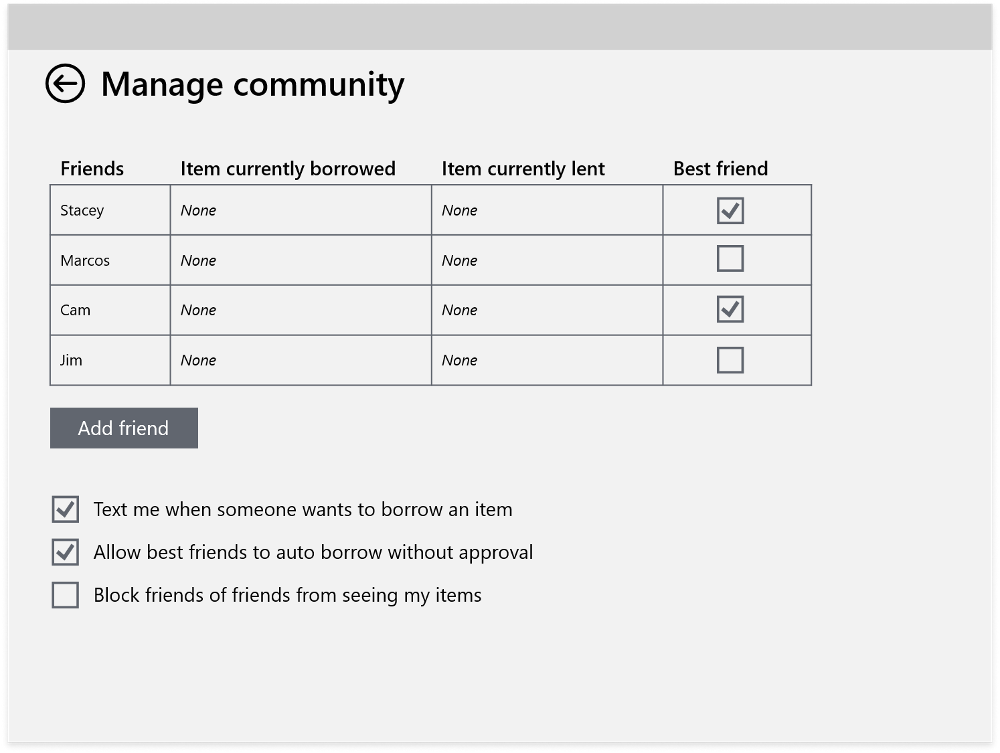 Manage community
Friends Item currently borrowed Item currently lent Best friend
Stacey None None
Marcos None None
Cam None None
Jim None None
Add friend
Text me when someone wants to borrow an item
Allow best friends to auto borrow without approval
Block friends of friends from seeing my items